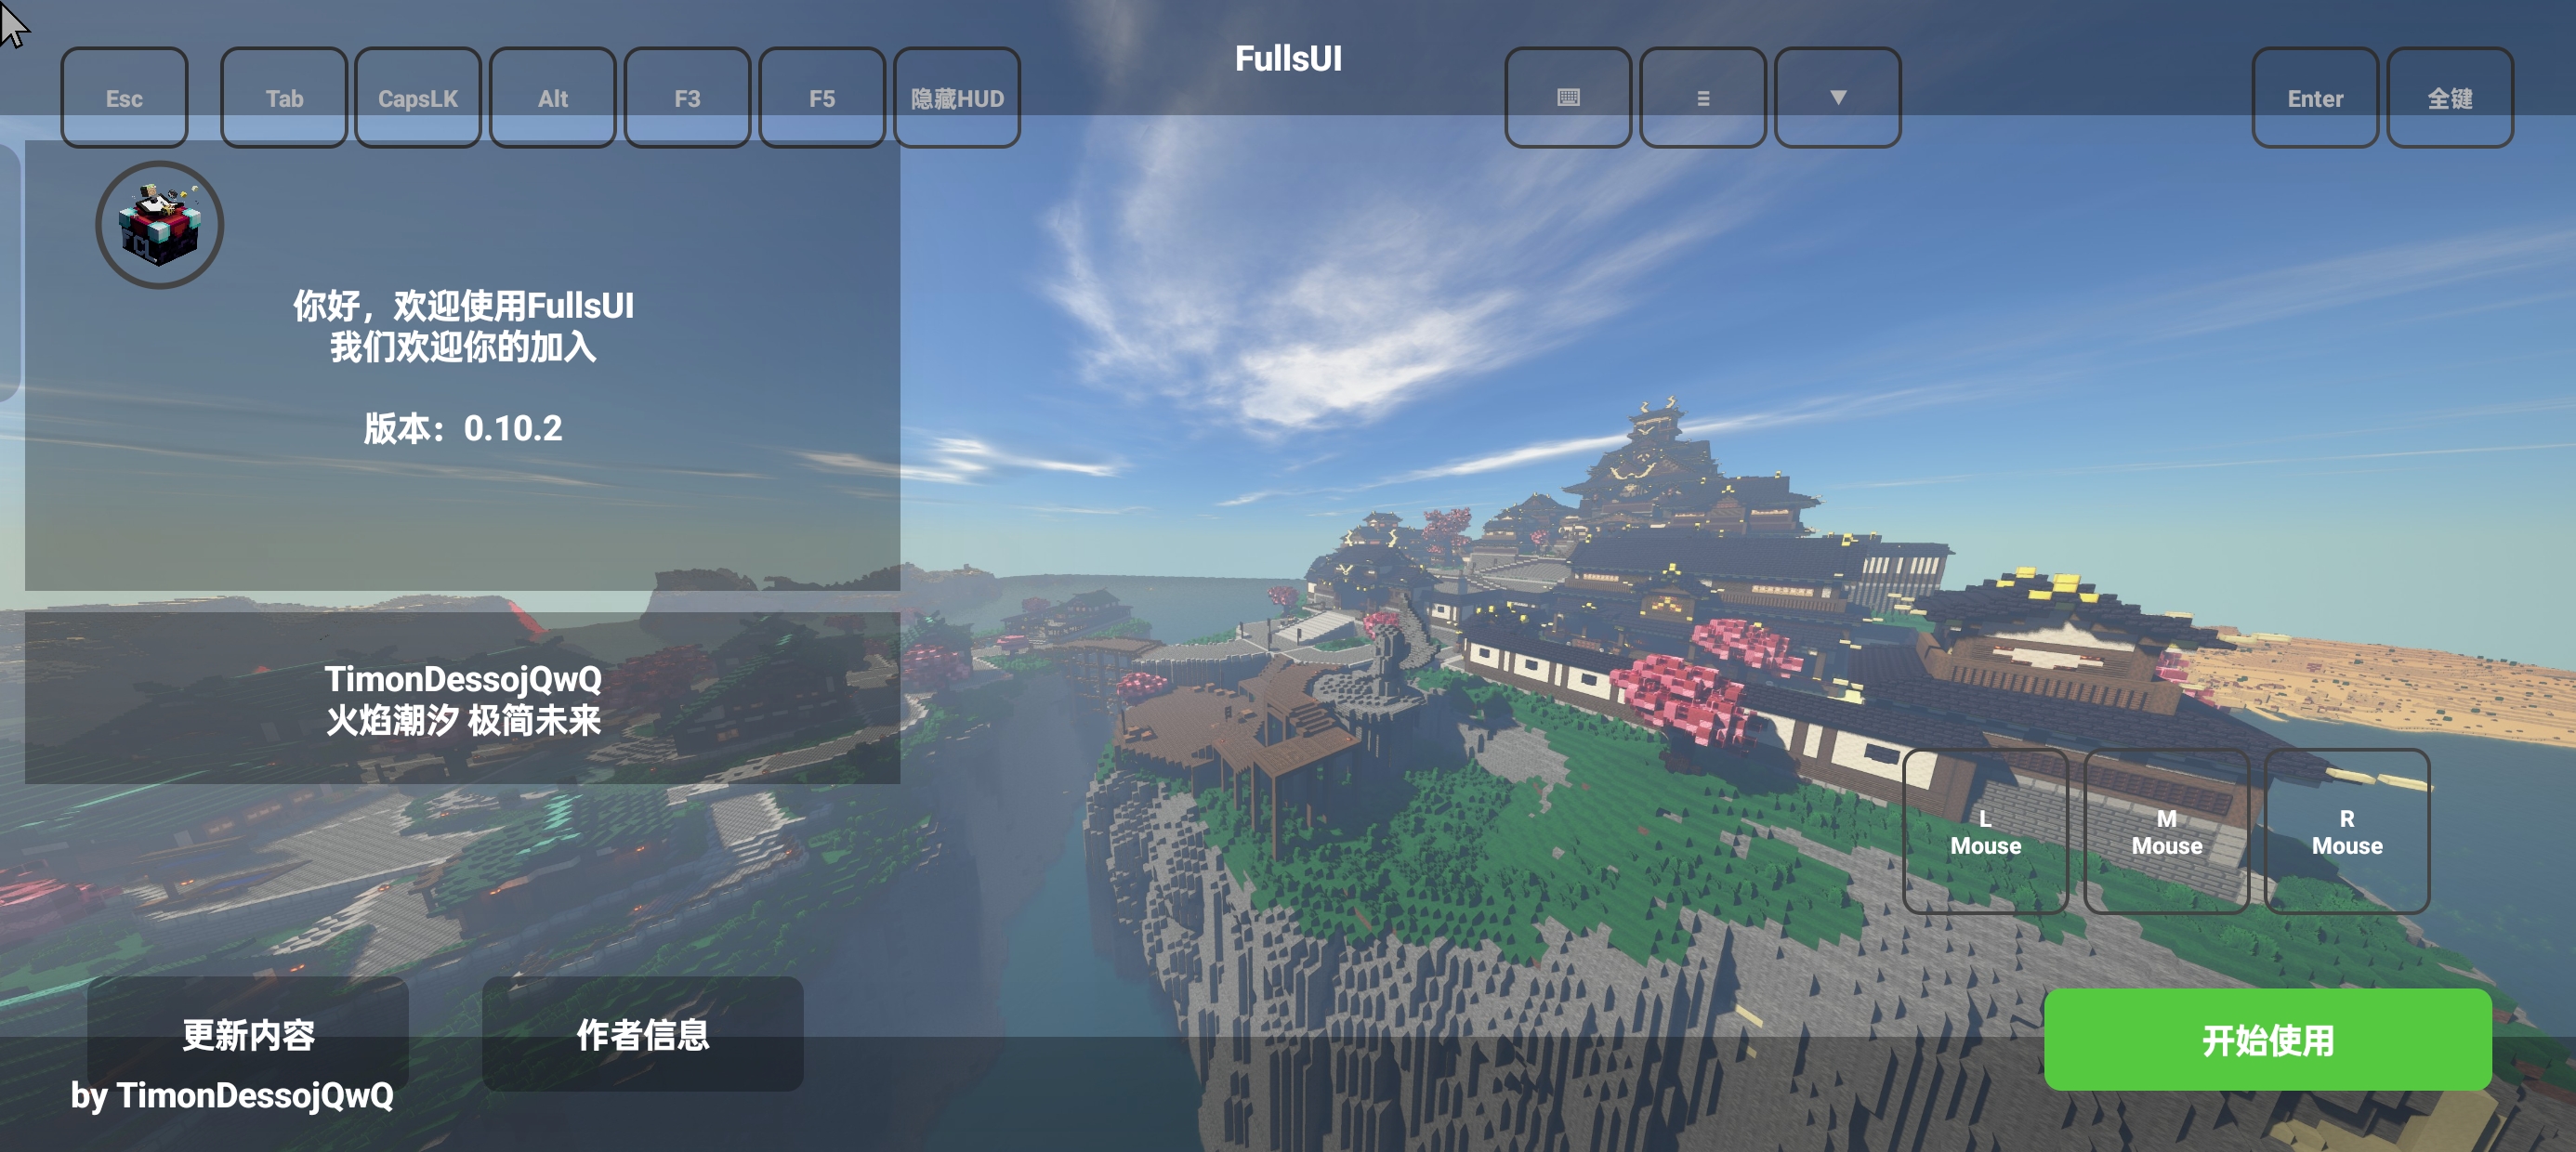 FullsUI
Esc
Tab
CapsLK
Alt
F3
F5
隐藏HUD
Enter
全键
FCL
你好，欢迎使用FullsUI
我们欢迎你的加入
版本：0.10.2
TimonDessojQwQ
火焰潮汐 极简未来
L
Mouse
M
Mouse
R
Mouse
更新内容
作者信息
开始使用
by TimonDessojQwQ